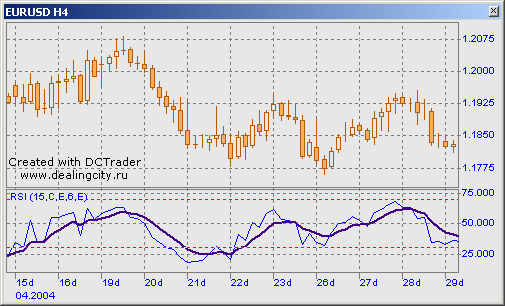 EURUSD H4
1.2075
1.2000
1.1925
1.1850
1.1775
Created with DCTrader
www.dealingcity.ru
RSI (15,C,E,6,E)
75.000
50.000
25.000
15d 16d 19d 20d 21d 22d 23d 26d 27d 28d 29d
04.2004